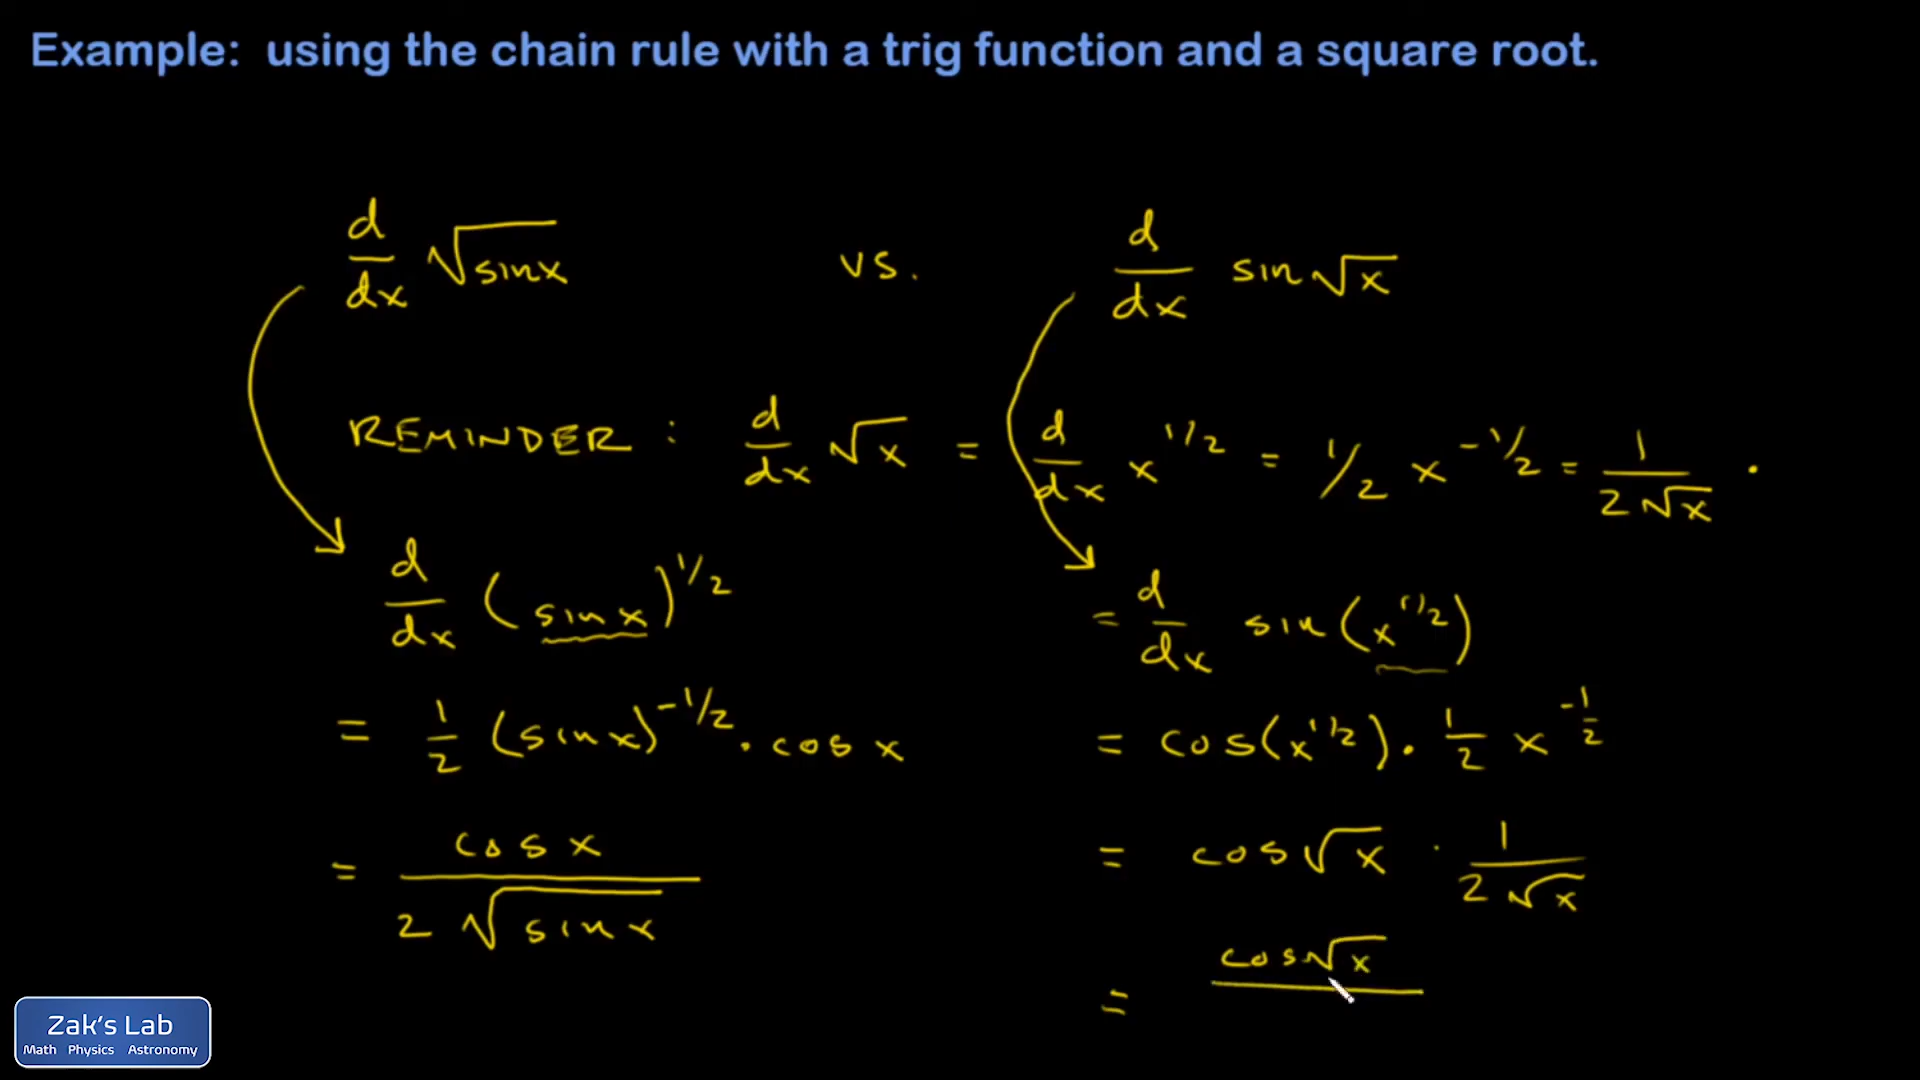 Example: using the chain rule with a trig function and a square root.
d/dx √sinx vs. d/dx sin√x
REMINDER: d/dx √x = d/dx x^1/2 = 1/2 x^-1/2 = 1/(2√x) .
d/dx (sin x)^1/2
= 1/2 (sin x)^-1/2 · cos x
= cos x/(2√sin x)
= d/dx sin(x^1/2)
= cos(x^1/2) · 1/2 x^-1/2
= cos√x · 1/(2√x)
= cos√x/
Zak's Lab
Math Physics Astronomy